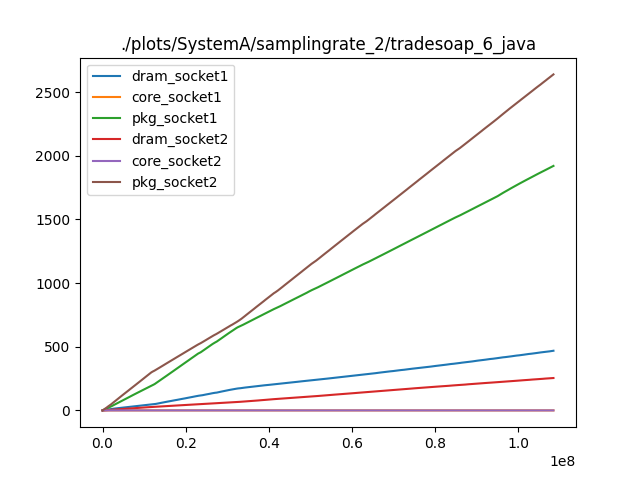 ./plots/SystemA/samplingrate_2/tradesoap_6_java
dram_socket1
core_socket1
pkg_socket1
dram_socket2
core_socket2
pkg_socket2
2500
2000
1500
1000
500
0
0.0 0.2 0.4 0.6 0.8 1.0
1e8